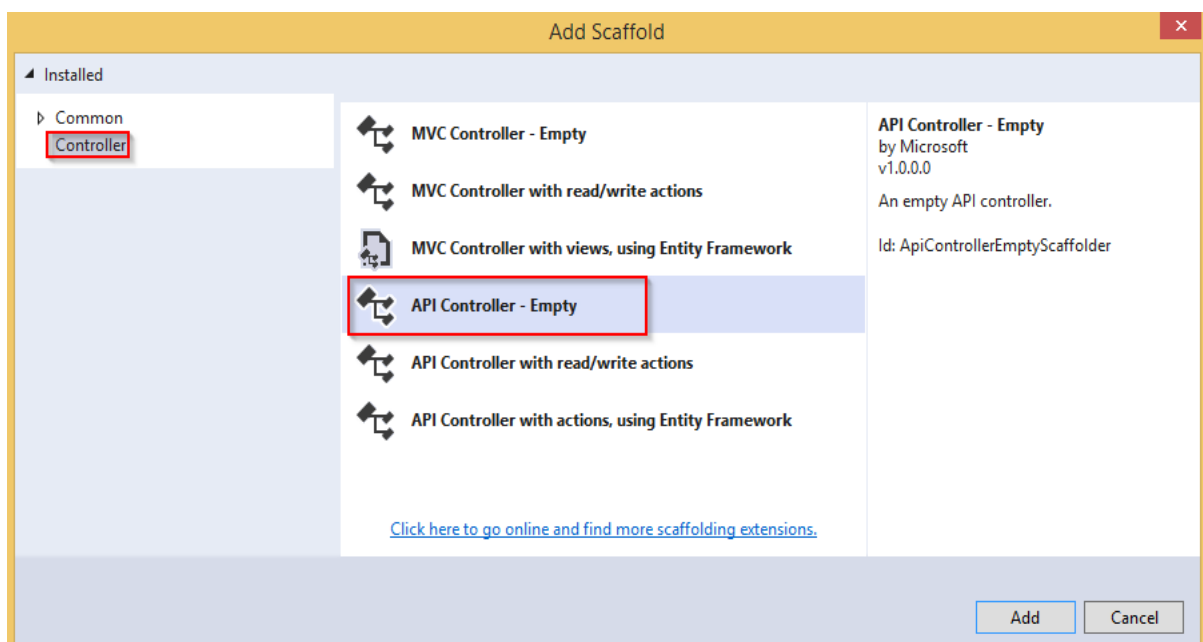 Add Scaffold
Installed
Common
Controller
MVC Controller - Empty
MVC Controller with read/write actions
MVC Controller with views, using Entity Framework
API Controller - Empty
API Controller with read/write actions
API Controller with actions, using Entity Framework
Click here to go online and find more scaffolding extensions.
API Controller - Empty
by Microsoft
v1.0.0.0
An empty API controller.
Id: ApiControllerEmptyScaffolder
Add
Cancel